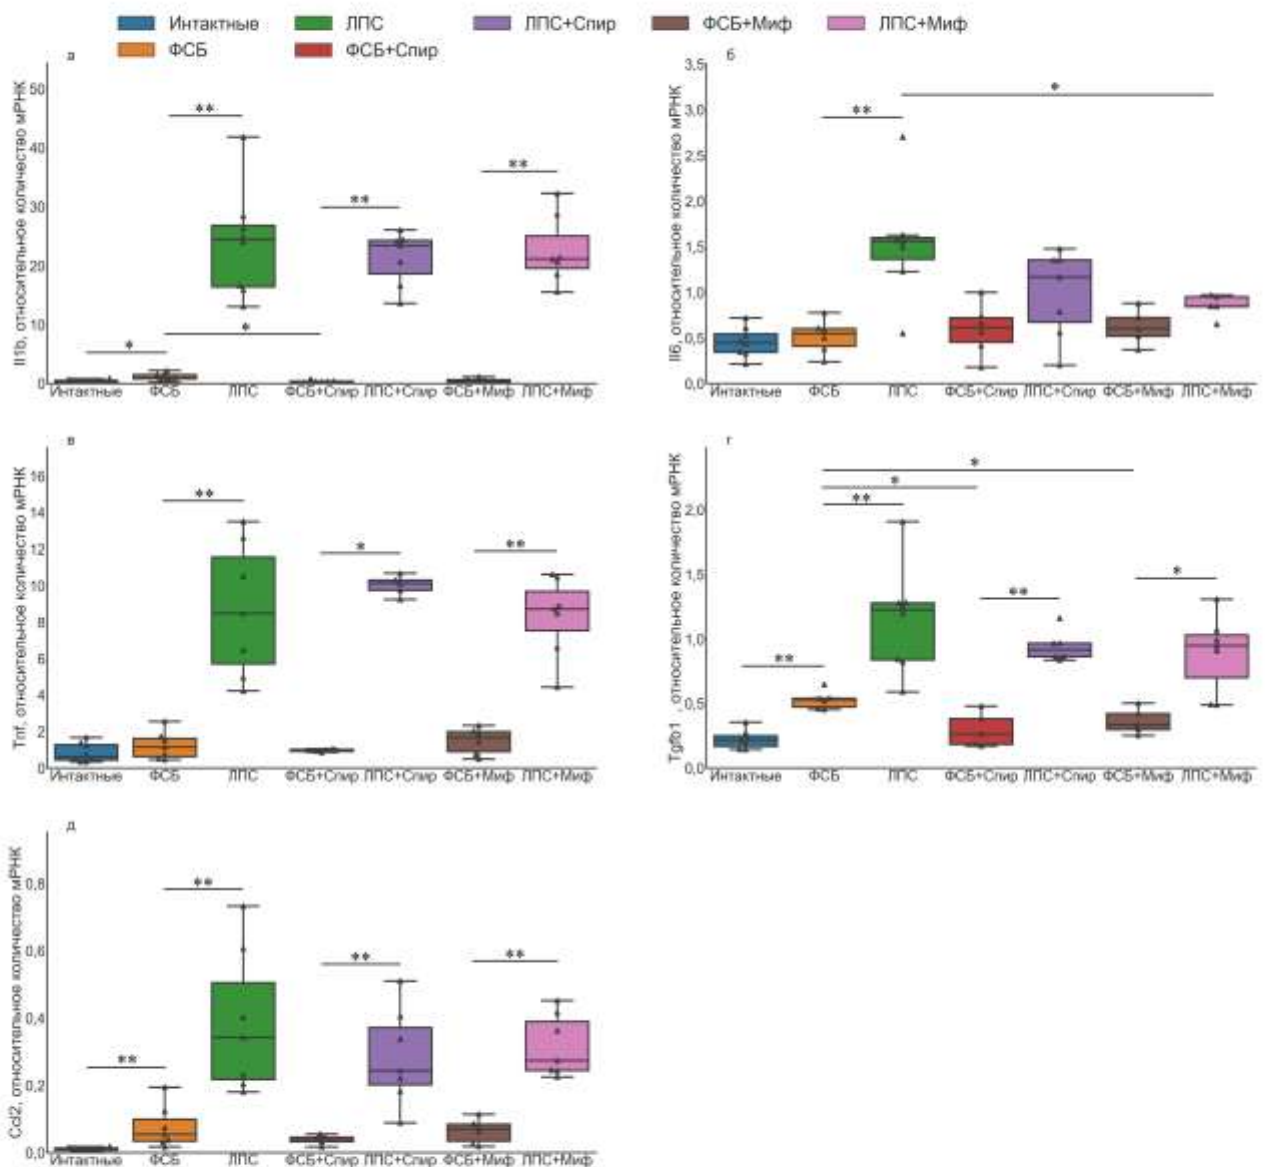 Интактные ЛПС ЛПС+Спир ФСБ+Миф ЛПС+Миф
ФСБ ФСБ+Спир
а
Il1b, относительное количество мРНК
50
40
30
20
10
0
** * * ** **
Интактные ФСБ ЛПС ФСБ+Спир ЛПС+Спир ФСБ+Миф ЛПС+Миф
б
Il6, относительное количество мРНК
3,5
3,0
2,5
2,0
1,5
1,0
0,5
0,0
** *
Интактные ФСБ ЛПС ФСБ+Спир ЛПС+Спир ФСБ+Миф ЛПС+Миф
в
Tnf, относительное количество мРНК
16
14
12
10
8
6
4
2
0
** * **
Интактные ФСБ ЛПС ФСБ+Спир ЛПС+Спир ФСБ+Миф ЛПС+Миф
г
Tgfb1 , относительное количество мРНК
2,0
1,5
1,0
0,5
0,0
* * ** ** ** *
Интактные ФСБ ЛПС ФСБ+Спир ЛПС+Спир ФСБ+Миф ЛПС+Миф
д
Ccl2, относительное количество мРНК
0,8
0,6
0,4
0,2
0,0
** ** ** **
Интактные ФСБ ЛПС ФСБ+Спир ЛПС+Спир ФСБ+Миф ЛПС+Миф